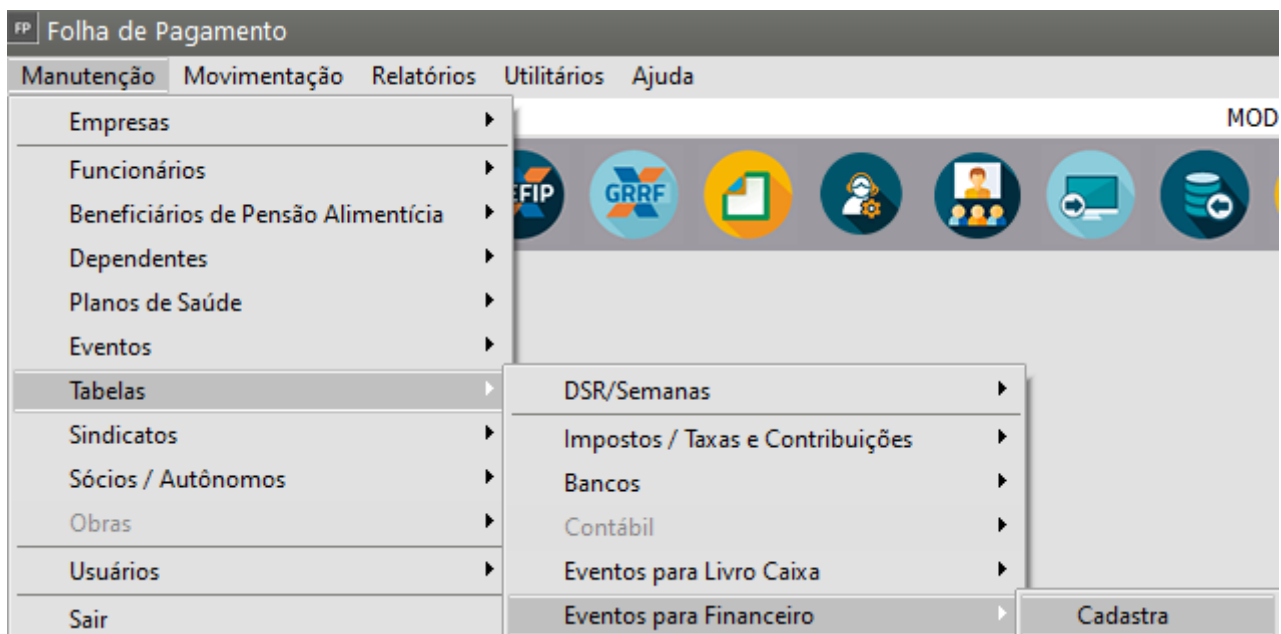 FP Folha de Pagamento
Manutenção Movimentação Relatórios Utilitários Ajuda
Empresas
MOD
Funcionários
EFIP
GRRF
Beneficiários de Pensão Alimentícia
Dependentes
Planos de Saúde
Eventos
Tabelas
DSR/Semanas
Sindicatos
Impostos / Taxas e Contribuições
Sócios / Autônomos
Bancos
Obras
Contábil
Usuários
Eventos para Livro Caixa
Sair
Eventos para Financeiro
Cadastra